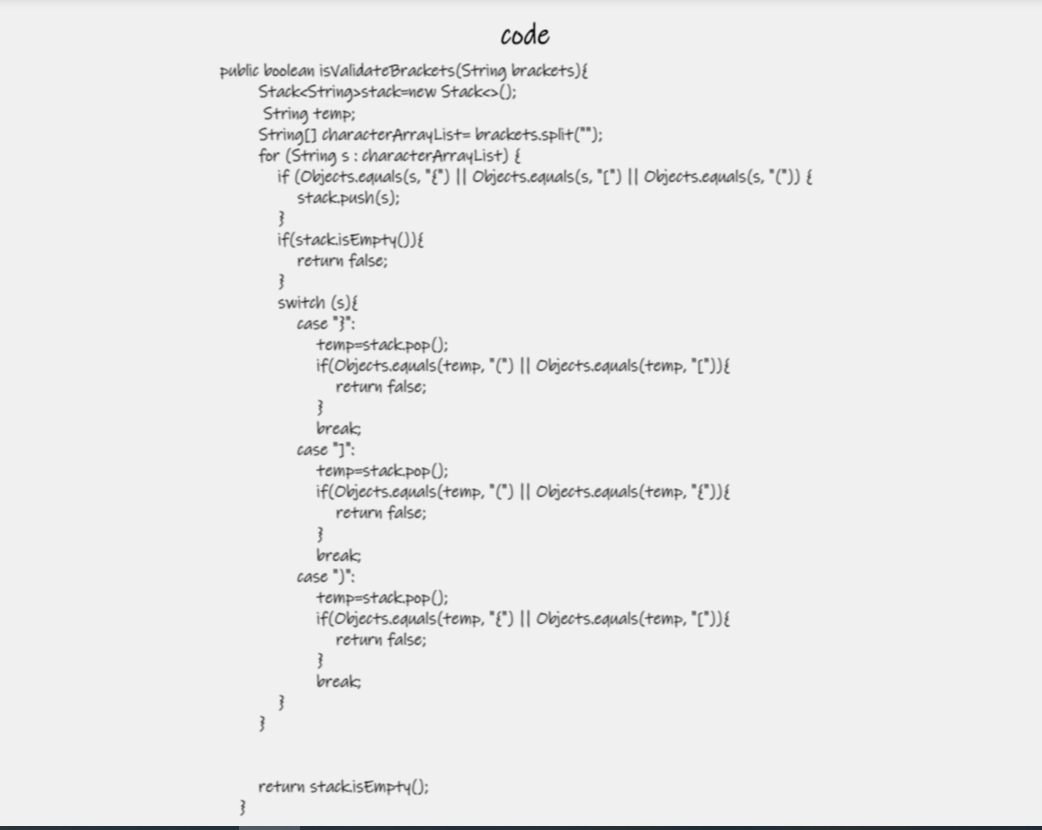 code
public boolean isValidateBrackets(String brackets){
Stack<String>stack=new Stack<>();
String temp;
String[] characterArrayList= brackets.split("");
for (String s : characterArrayList) {
if (Objects.equals(s, "{") || Objects.equals(s, "[") || Objects.equals(s, "(")) {
stack.push(s);
}
if(stack.isEmpty()){
return false;
}
switch (s){
case "}":
temp=stack.pop();
if(Objects.equals(temp, "(") || Objects.equals(temp, "[")){
return false;
}
break;
case "]":
temp=stack.pop();
if(Objects.equals(temp, "(") || Objects.equals(temp, "{")){
return false;
}
break;
case ")":
temp=stack.pop();
if(Objects.equals(temp, "{") || Objects.equals(temp, "[")){
return false;
}
break;
}
}
return stack.isEmpty();
}